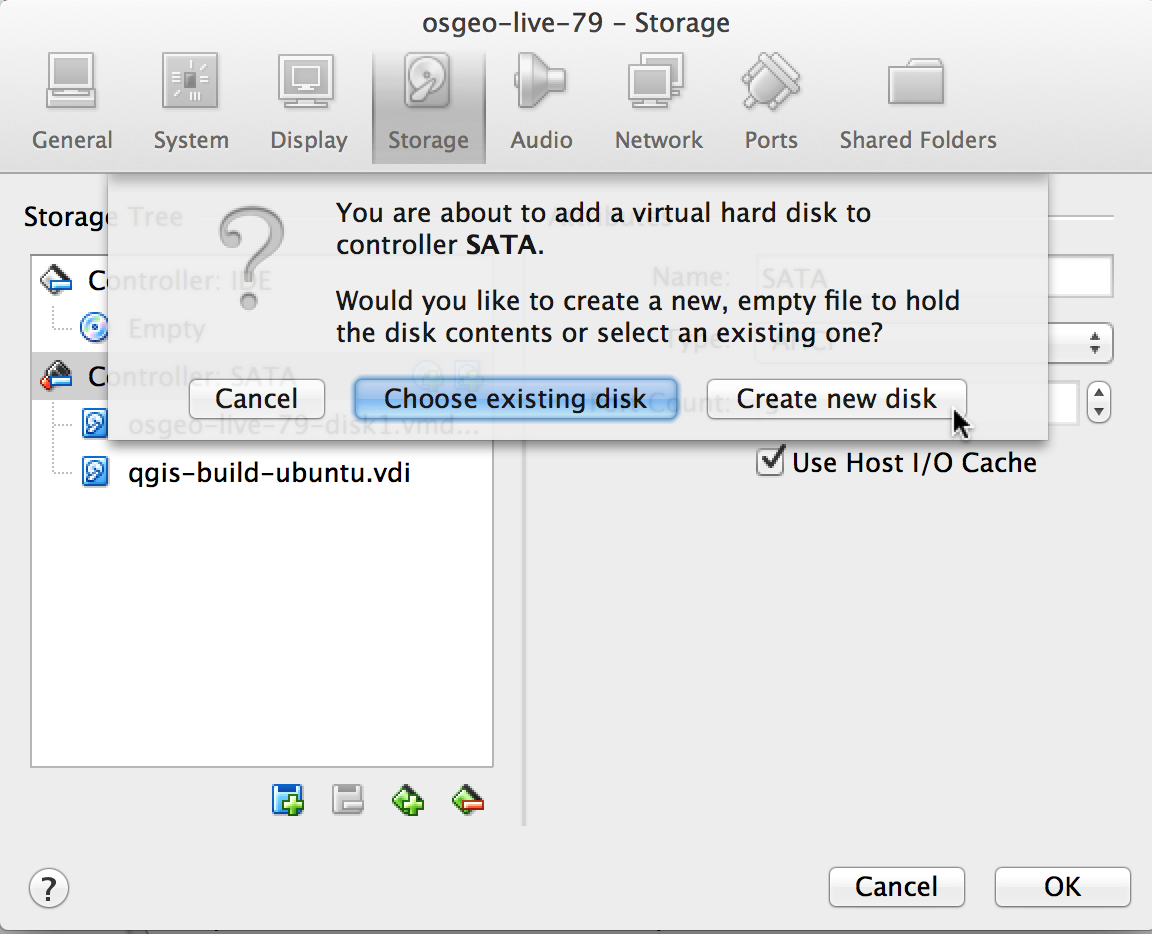 osgeo-live-79 – Storage
General System Display Storage Audio Network Ports Shared Folders
Storage Tree
Attributes
You are about to add a virtual hard disk to
controller SATA.
Would you like to create a new, empty file to hold
the disk contents or select an existing one?
Cancel Choose existing disk Create new disk
Controller: IDE
Name: SATA
Empty
Type: AHCI
Controller: SATA
Port Count:
osgeo-live-79-disk1.vmd...
qgis-build-ubuntu.vdi
Use Host I/O Cache
?
Cancel OK